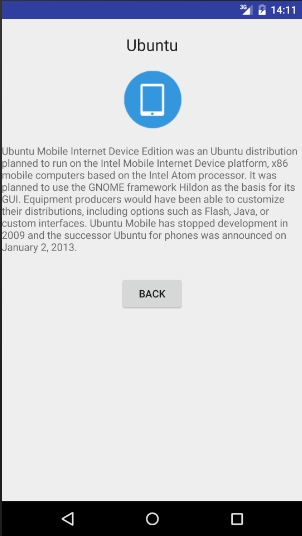 3G 14:11
Ubuntu
Ubuntu Mobile Internet Device Edition was an Ubuntu distribution
planned to run on the Intel Mobile Internet Device platform, x86
mobile computers based on the Intel Atom processor. It was
planned to use the GNOME framework Hildon as the basis for its
GUI. Equipment producers would have been able to customize
their distributions, including options such as Flash, Java, or
custom interfaces. Ubuntu Mobile has stopped development in
2009 and the successor Ubuntu for phones was announced on
January 2, 2013.
BACK